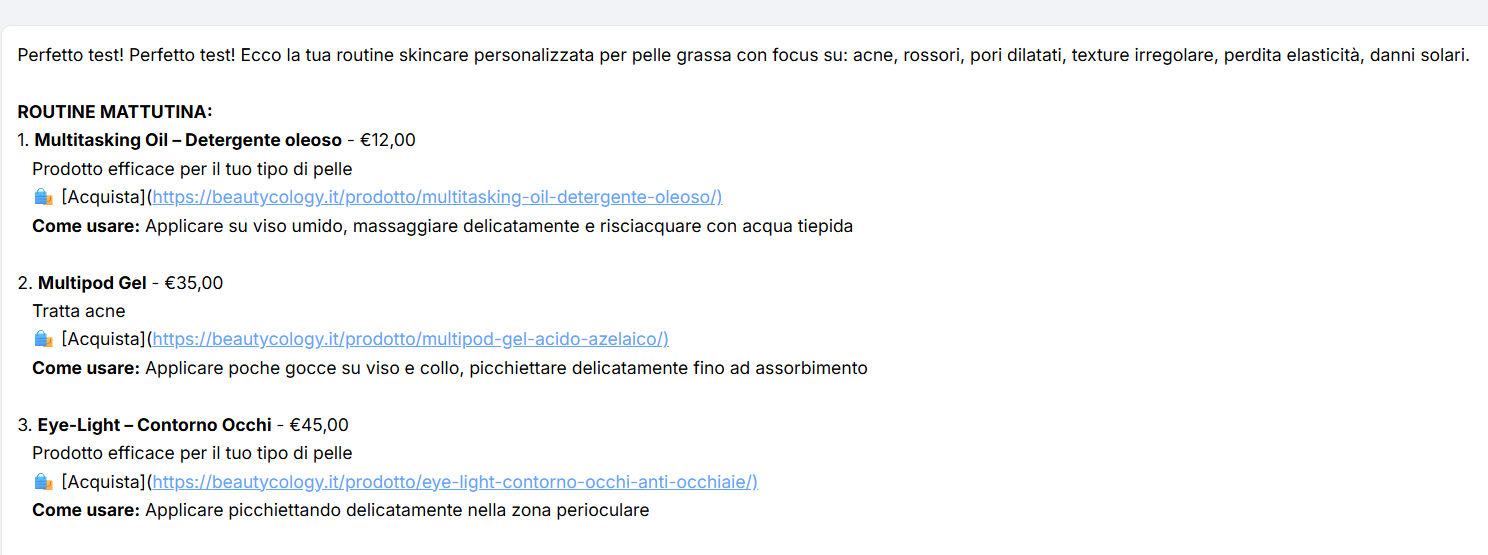 Perfetto test! Perfetto test! Ecco la tua routine skincare personalizzata per pelle grassa con focus su: acne, rossori, pori dilatati, texture irregolare, perdita elasticità, danni solari.
ROUTINE MATTUTINA:
1. Multitasking Oil – Detergente oleoso - €12,00
Prodotto efficace per il tuo tipo di pelle
🛍️ [Acquista](https://beautycology.it/prodotto/multitasking-oil-detergente-oleoso/)
Come usare: Applicare su viso umido, massaggiare delicatamente e risciacquare con acqua tiepida
2. Multipod Gel - €35,00
Tratta acne
🛍️ [Acquista](https://beautycology.it/prodotto/multipod-gel-acido-azelaico/)
Come usare: Applicare poche gocce su viso e collo, picchiettare delicatamente fino ad assorbimento
3. Eye-Light – Contorno Occhi - €45,00
Prodotto efficace per il tuo tipo di pelle
🛍️ [Acquista](https://beautycology.it/prodotto/eye-light-contorno-occhi-anti-occhiaie/)
Come usare: Applicare picchiettando delicatamente nella zona perioculare